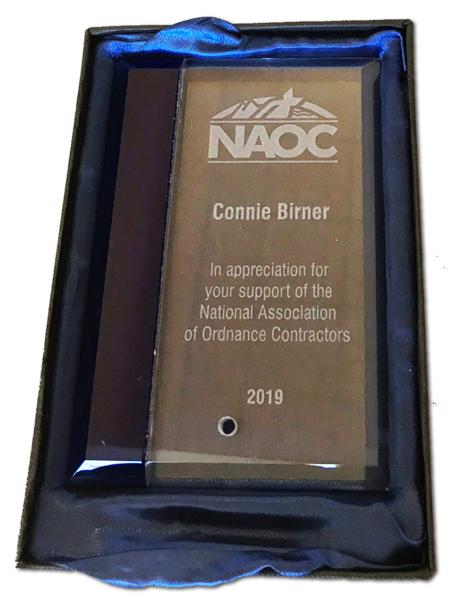 NAOC
Connie Birner
In appreciation for
your support of the
National Association
of Ordnance Contractors
2019